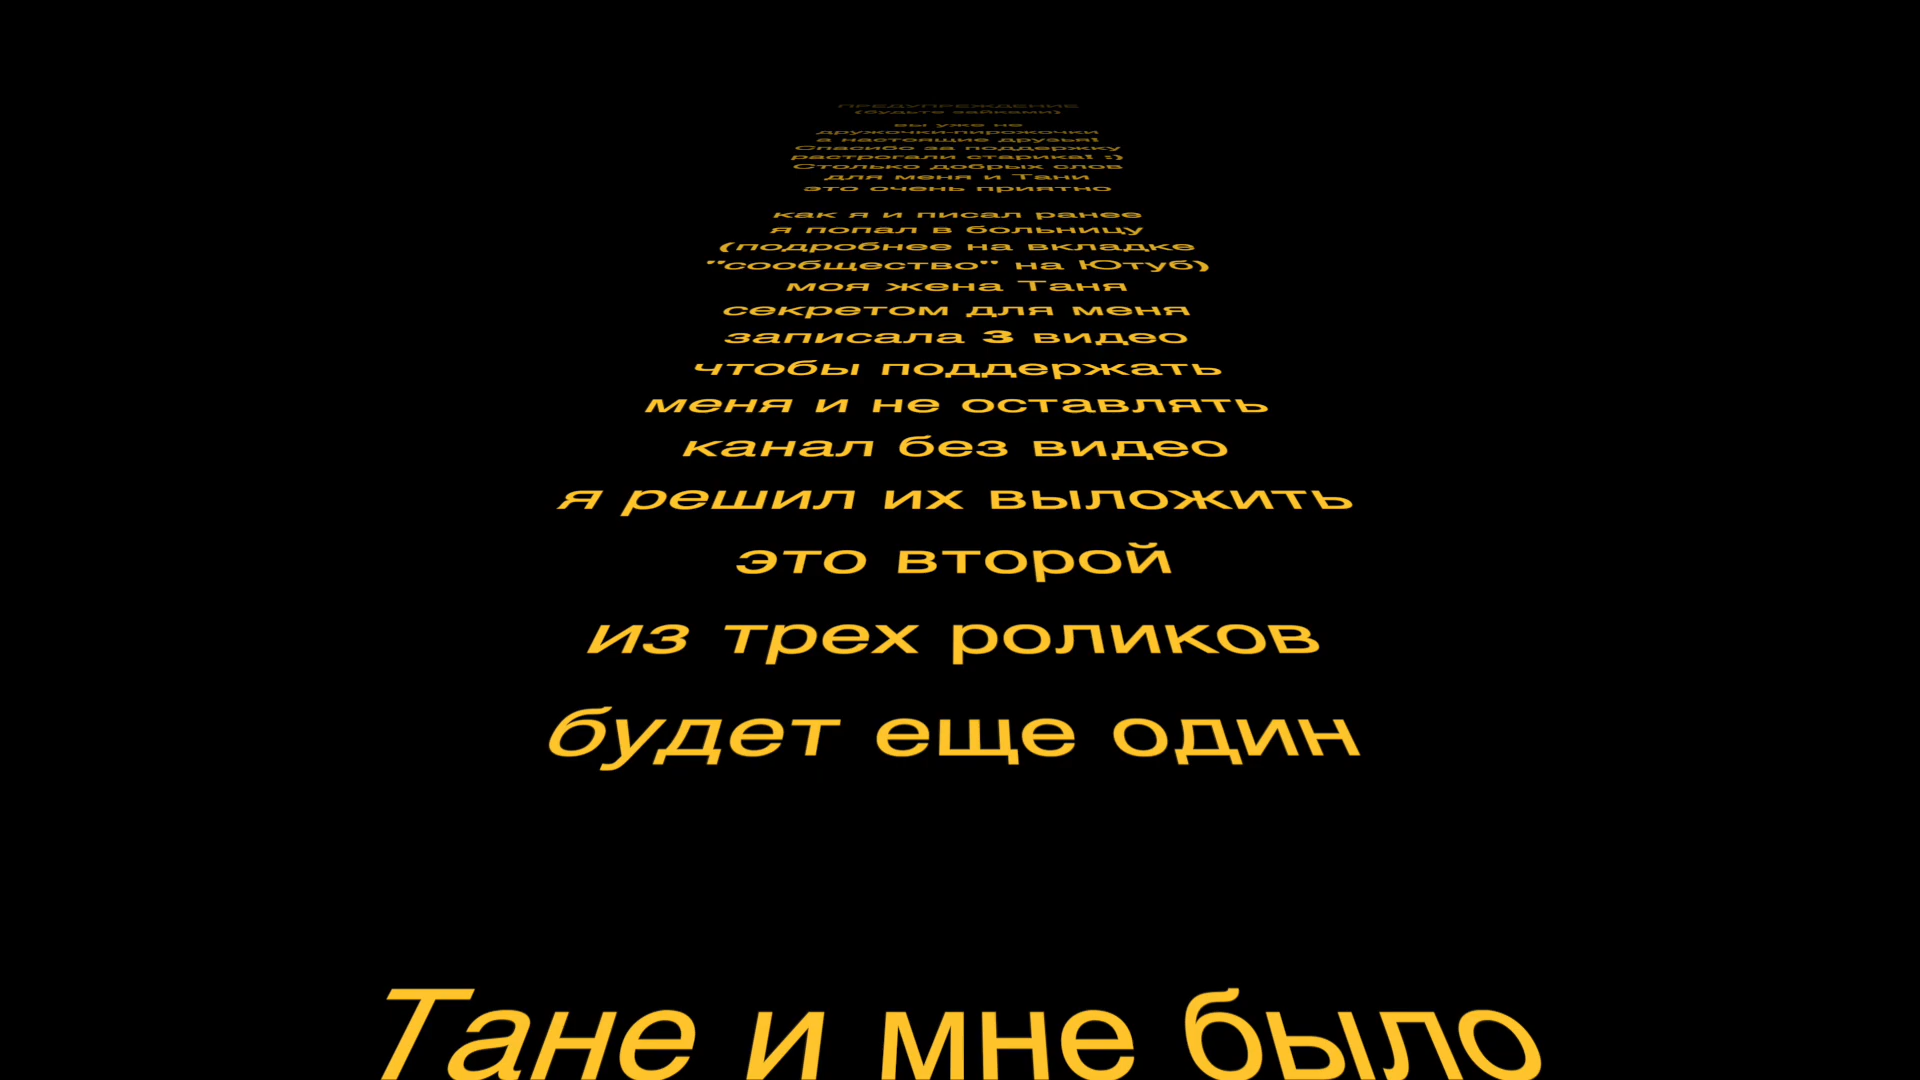 ПРЕДУПРЕЖДЕНИЕ
(будьте зайками)
вы уже не
дружочки-пирожочки
а настоящие друзья!
Спасибо за поддержку
растрогали старика! :)
Столько добрых слов
для меня и Тани
это очень приятно
как я и писал ранее
я попал в больницу
(подробнее на вкладке
"сообщество" на Ютуб)
моя жена Таня
секретом для меня
записала 3 видео
чтобы поддержать
меня и не оставлять
канал без видео
я решил их выложить
это второй
из трех роликов
будет еще один
Тане и мне было